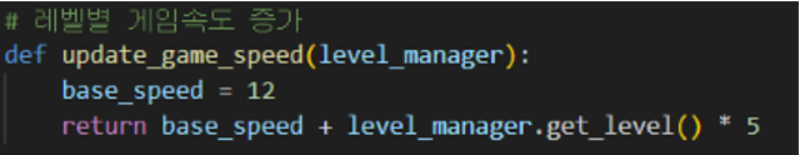 # 레벨별 게임속도 증가
def update_game_speed(level_manager):
    base_speed = 12
    return base_speed + level_manager.get_level() * 5